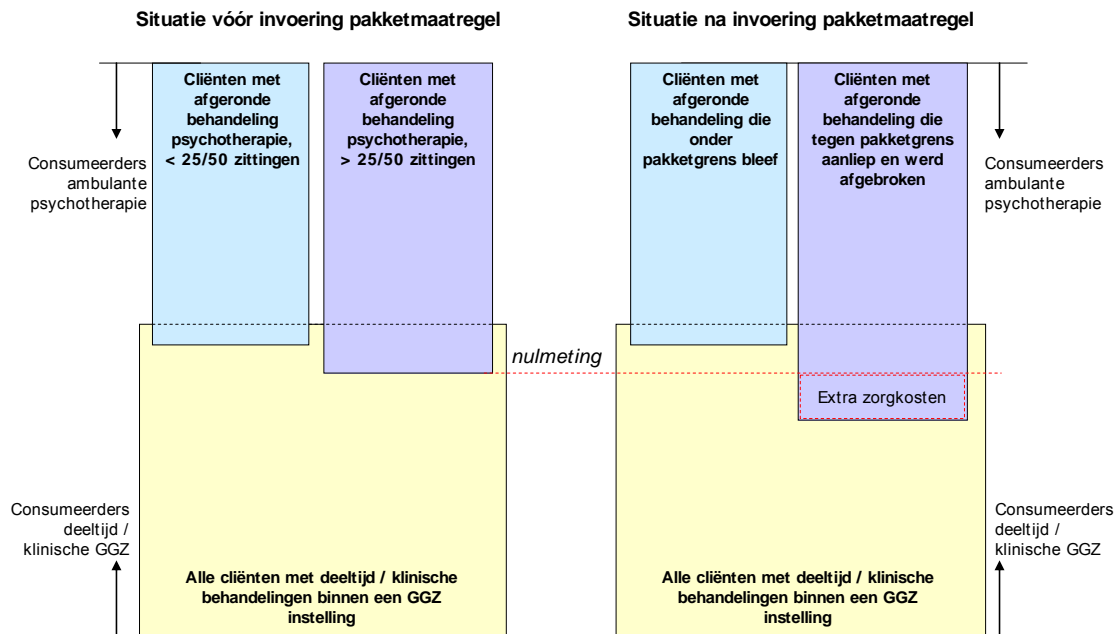 Situatie vóór invoering pakketmaatregel
Situatie na invoering pakketmaatregel
Consumeerders
ambulante
psychotherapie
Cliënten met
afgeronde
behandeling
psychotherapie,
< 25/50 zittingen
Cliënten met
afgeronde
behandeling
psychotherapie,
> 25/50 zittingen
Cliënten met
afgeronde
behandeling die
onder
pakketgrens bleef
Cliënten met
afgeronde
behandeling die
tegen pakketgrens
aanliep en werd
afgebroken
Consumeerders
ambulante
psychotherapie
nulmeting
Extra zorgkosten
Consumeerders
deeltijd /
klinische GGZ
Alle cliënten met deeltijd / klinische
behandelingen binnen een GGZ
instelling
Alle cliënten met deeltijd / klinische
behandelingen binnen een GGZ
instelling
Consumeerders
deeltijd /
klinische GGZ